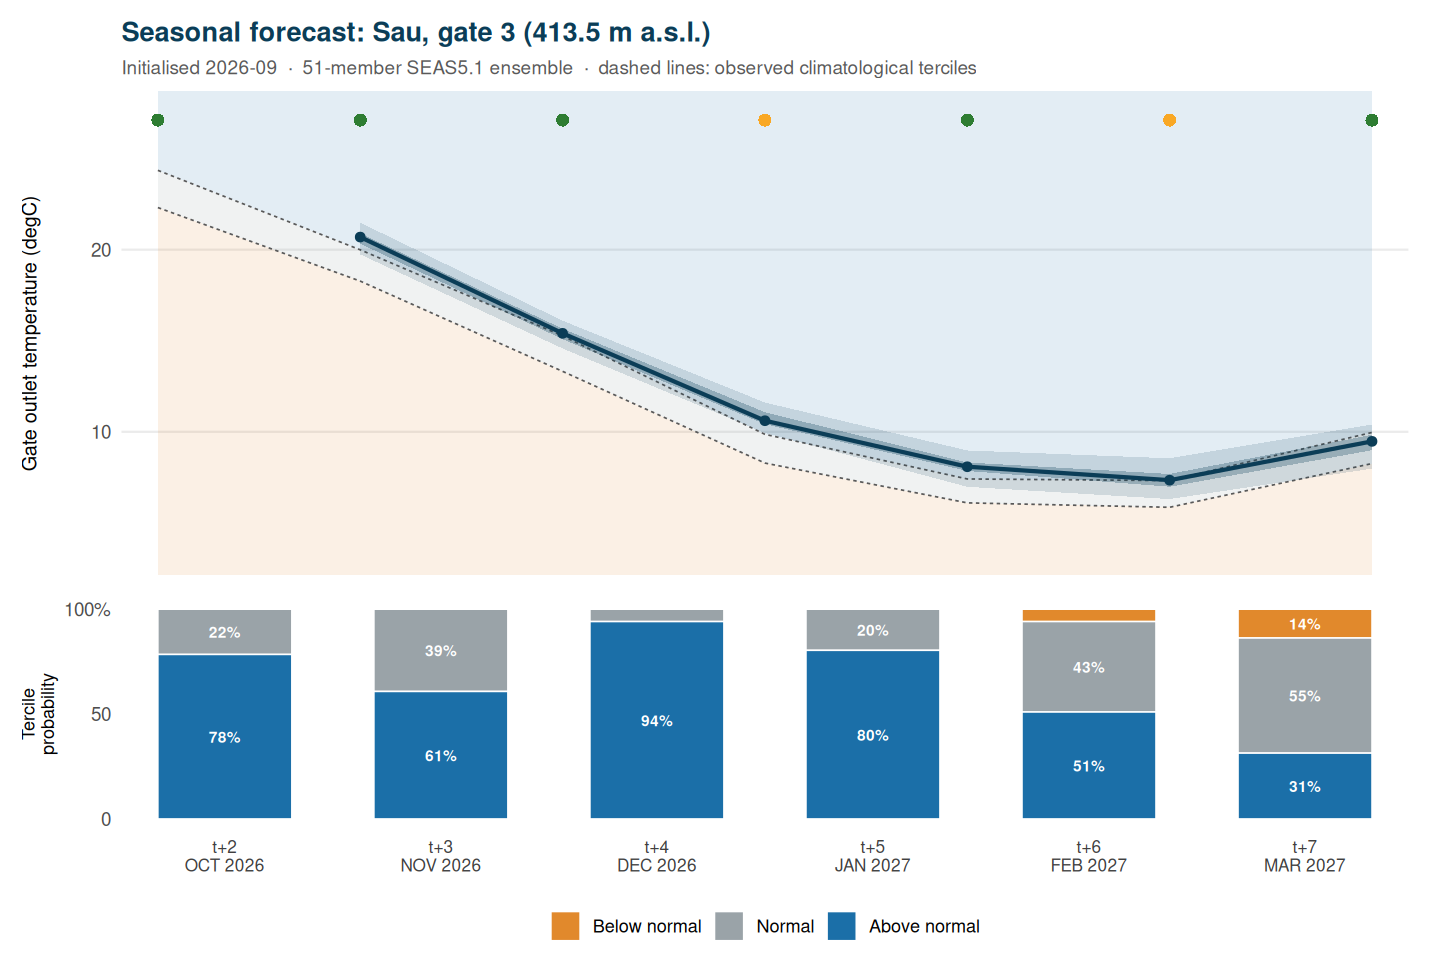 Seasonal forecast: Sau, gate 3 (413.5 m a.s.l.)
Initialised 2026-09 · 51-member SEAS5.1 ensemble · dashed lines: observed climatological terciles
Gate outlet temperature (degC)
20
10
Tercile
probability
100%
50
0
22%
78%
39%
61%
94%
20%
80%
43%
51%
14%
55%
31%
t+2
OCT 2026
t+3
NOV 2026
t+4
DEC 2026
t+5
JAN 2027
t+6
FEB 2027
t+7
MAR 2027
Below normal
Normal
Above normal